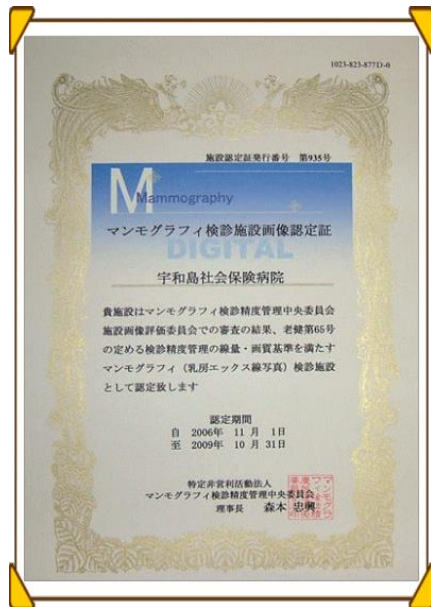 1023-823-877D-0
施設認定証発行番号 第935号
Mammography
マンモグラフィ検診施設画像認定証
DIGITAL
宇和島社会保険病院
貴施設はマンモグラフィ検診精度管理中央委員会
施設画像評価委員会での審査の結果、老健第65号
の定める検診精度管理の線量・画質基準を満たす
マンモグラフィ(乳房エックス線写真)検診施設
として認定致します
認定期間
自 2006年 11月 1日
至 2009年 10月 31日
特定非営利活動法人
マンモグラフィ検診精度管理中央委員会
理事長 森本 忠興